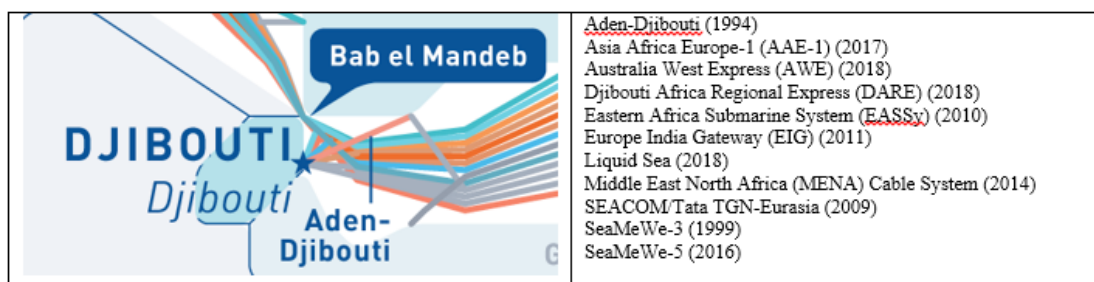 Bab el Mandeb
DJIBOUTI
Djibouti
Aden-
Djibouti
G
Aden-Djibouti (1994)
Asia Africa Europe-1 (AAE-1) (2017)
Australia West Express (AWE) (2018)
Djibouti Africa Regional Express (DARE) (2018)
Eastern Africa Submarine System (EASSy) (2010)
Europe India Gateway (EIG) (2011)
Liquid Sea (2018)
Middle East North Africa (MENA) Cable System (2014)
SEACOM/Tata TGN-Eurasia (2009)
SeaMeWe-3 (1999)
SeaMeWe-5 (2016)